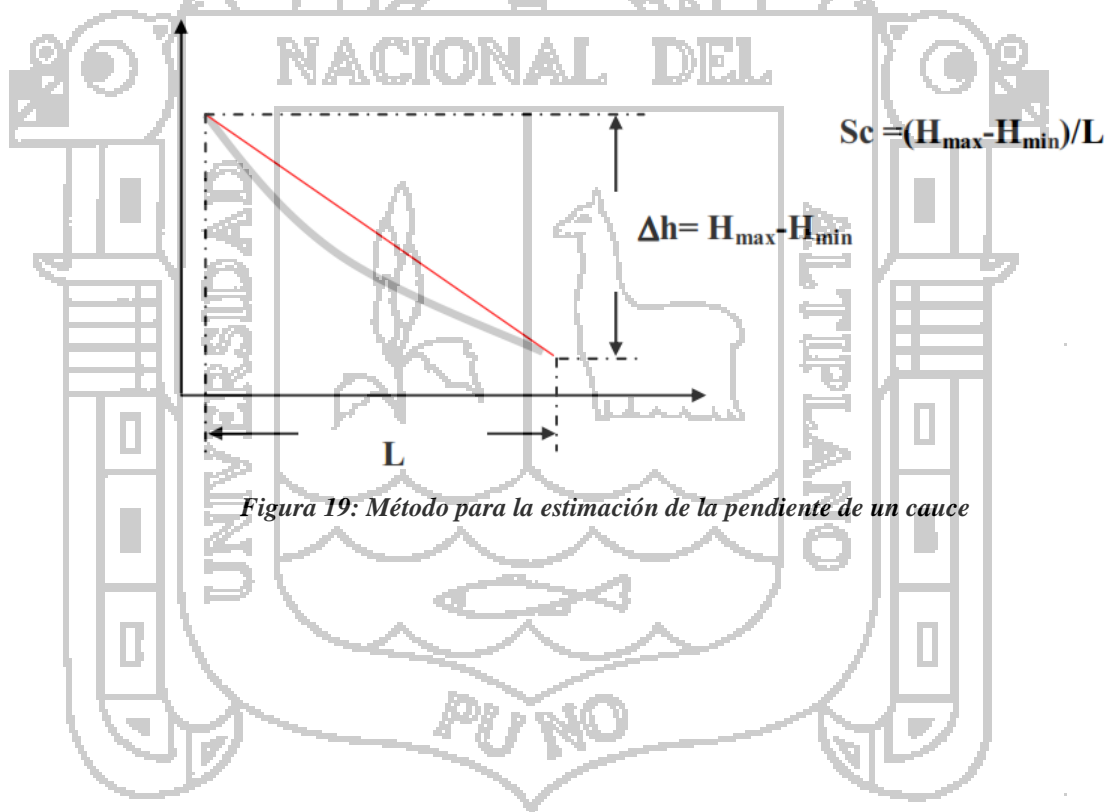 NACIONAL DEL
Sc =(Hmax-Hmin)/L
Δh= Hmax-Hmin
UNIVERSIDAD
ALTIPLANO
L
Figura 19: Método para la estimación de la pendiente de un cauce
PUNO